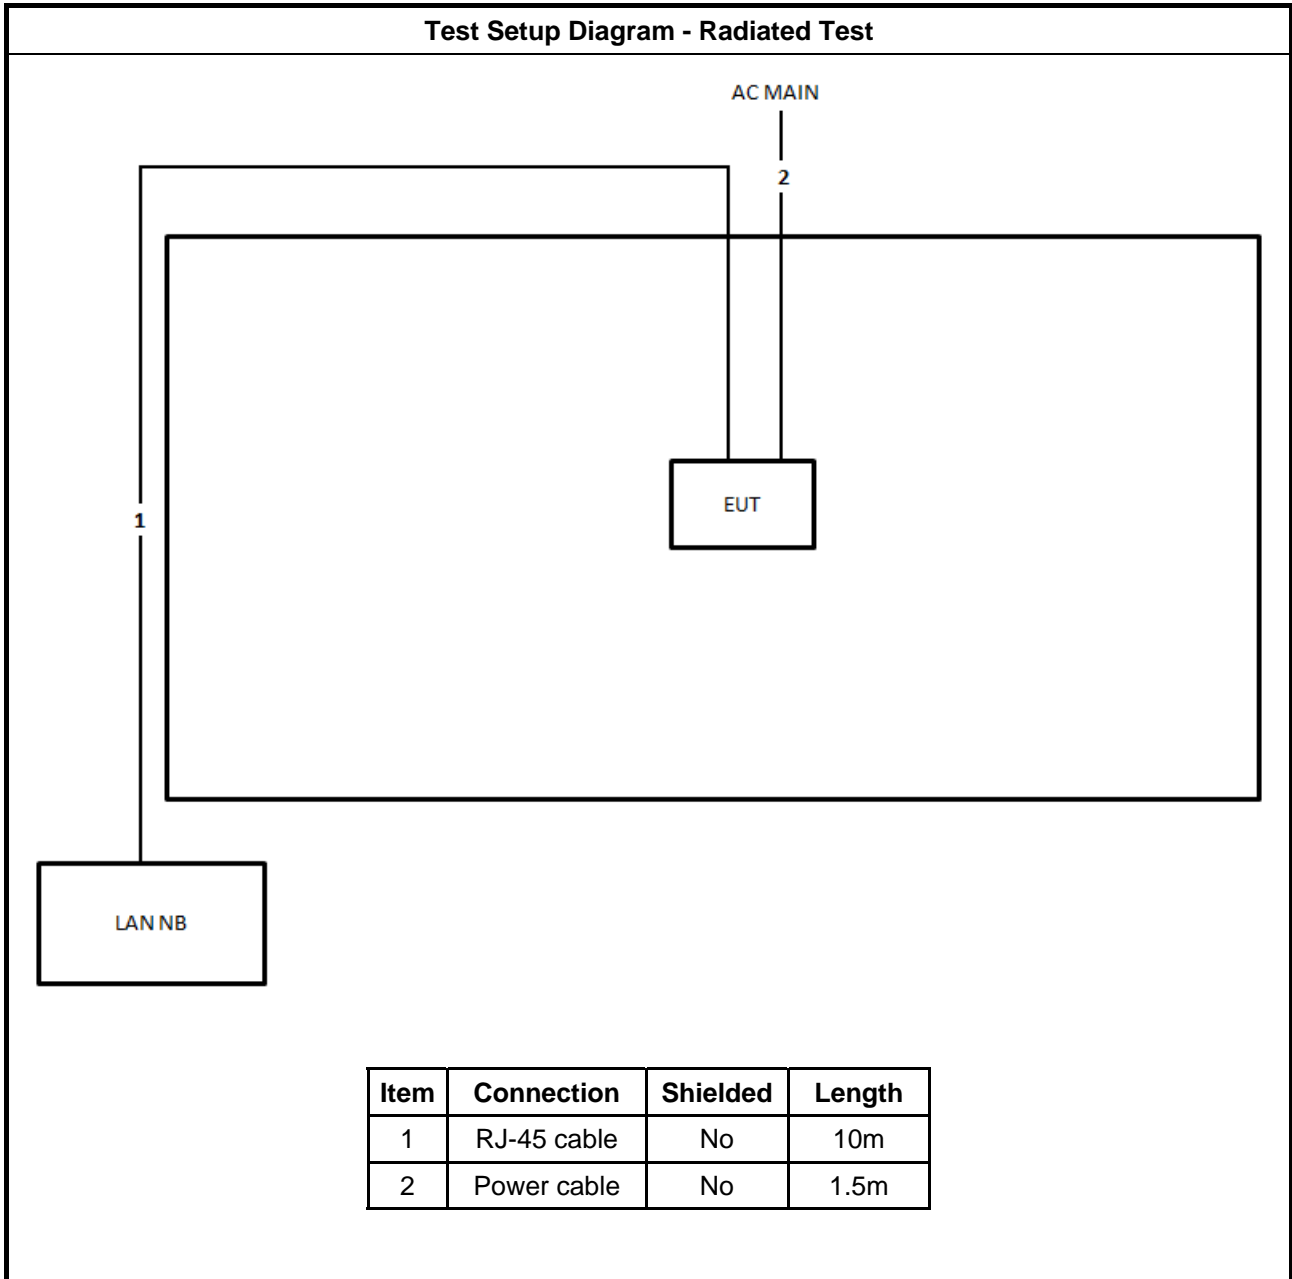 Test Setup Diagram - Radiated Test
AC MAIN
2
1
EUT
LAN NB
Item Connection Shielded Length
1 RJ-45 cable No 10m
2 Power cable No 1.5m